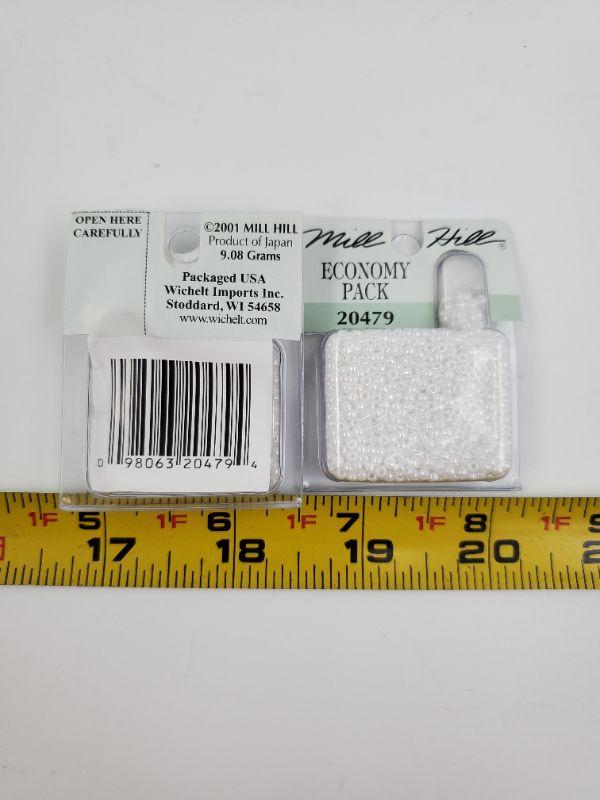 OPEN HERE
CAREFULLY
©2001 MILL HILL
Product of Japan
9.08 Grams
Packaged USA
Wichelt Imports Inc.
Stoddard, WI 54658
www.wichelt.com
0 98063 20479 4
Mill Hill®
ECONOMY
PACK
20479
1F 5 1F 6 1F 7 1F 8 1F 9
17 18 19 20